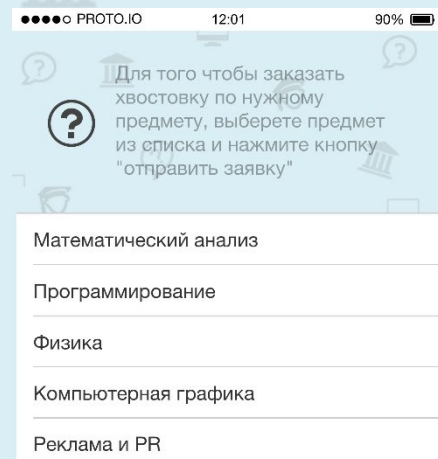 PROTO.IO 12:01 90%
Для того чтобы заказать
хвостовку по нужному
предмету, выберете предмет
из списка и нажмите кнопку
"отправить заявку"
Математический анализ
Программирование
Физика
Компьютерная графика
Реклама и PR